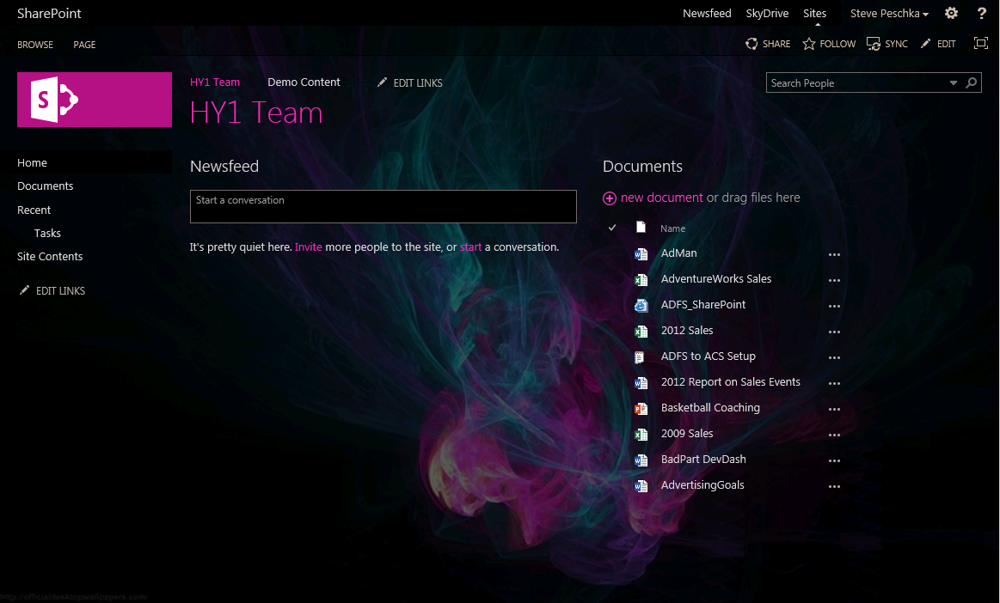 SharePoint Newsfeed SkyDrive Sites Steve Peschka ?
BROWSE PAGE SHARE FOLLOW SYNC EDIT
S
HY1 Team Demo Content EDIT LINKS
Search People
HY1 Team
Home
Documents
Recent
Tasks
Site Contents
EDIT LINKS
Newsfeed
Start a conversation
It's pretty quiet here. Invite more people to the site, or start a conversation.
Documents
new document or drag files here
Name
AdMan ...
AdventureWorks Sales ...
ADFS_SharePoint ...
2012 Sales ...
ADFS to ACS Setup ...
2012 Report on Sales Events ...
Basketball Coaching ...
2009 Sales ...
BadPart DevDash ...
AdvertisingGoals ...
http://officialdesktopwallpapers.com/